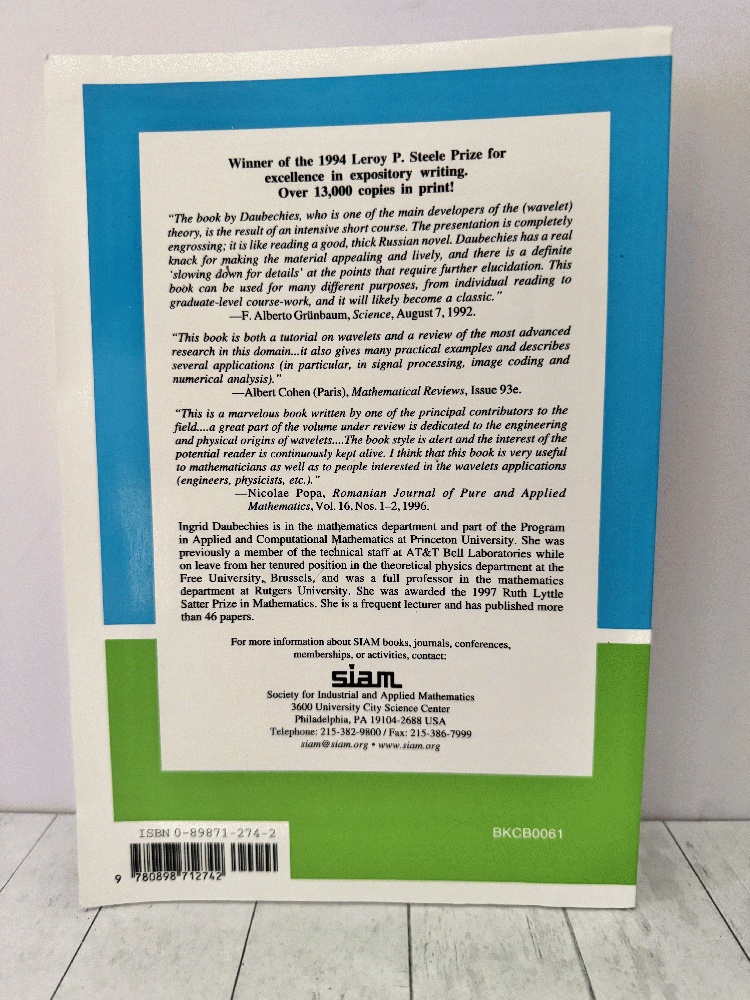 Winner of the 1994 Leroy P. Steele Prize for
excellence in expository writing.
Over 13,000 copies in print!
"The book by Daubechies, who is one of the main developers of the (wavelet)
theory, is the result of an intensive short course. The presentation is completely
engrossing; it is like reading a good, thick Russian novel. Daubechies has a real
knack for making the material appealing and lively, and there is a definite
'slowing down for details' at the points that require further elucidation. This
book can be used for many different purposes, from individual reading to
graduate-level course-work, and it will likely become a classic."
—F. Alberto Grünbaum, Science, August 7, 1992.
"This book is both a tutorial on wavelets and a review of the most advanced
research in this domain...it also gives many practical examples and describes
several applications (in particular, in signal processing, image coding and
numerical analysis)."
—Albert Cohen (Paris), Mathematical Reviews, Issue 93e.
"This is a marvelous book written by one of the principal contributors to the
field....a great part of the volume under review is dedicated to the engineering
and physical origins of wavelets....The book style is alert and the interest of the
potential reader is continuously kept alive. I think that this book is very useful
to mathematicians as well as to people interested in the wavelets applications
(engineers, physicists, etc.)."
—Nicolae Popa, Romanian Journal of Pure and Applied
Mathematics, Vol. 16, Nos. 1–2, 1996.
Ingrid Daubechies is in the mathematics department and part of the Program
in Applied and Computational Mathematics at Princeton University. She was
previously a member of the technical staff at AT&T Bell Laboratories while
on leave from her tenured position in the theoretical physics department at the
Free University, Brussels, and was a full professor in the mathematics
department at Rutgers University. She was awarded the 1997 Ruth Lyttle
Satter Prize in Mathematics. She is a frequent lecturer and has published more
than 46 papers.
For more information about SIAM books, journals, conferences,
memberships, or activities, contact:
siam
Society for Industrial and Applied Mathematics
3600 University City Science Center
Philadelphia, PA 19104-2688 USA
Telephone: 215-382-9800 / Fax: 215-386-7999
siam@siam.org • www.siam.org
ISBN 0-89871-274-2
BKCB0061
9 780898 712742